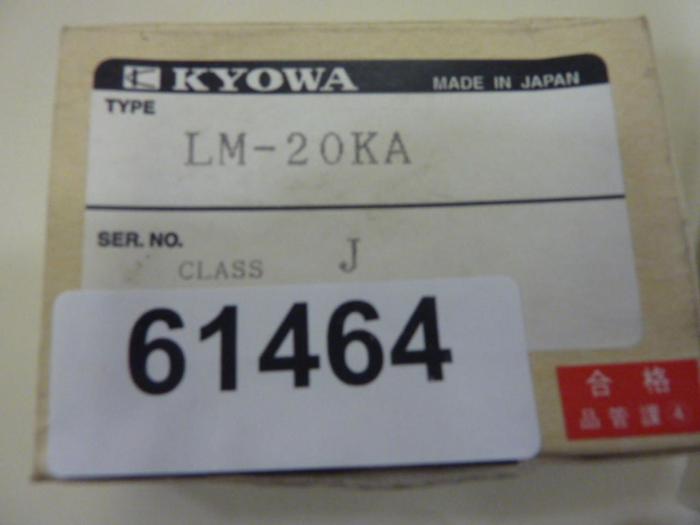 KYOWA MADE IN JAPAN
TYPE
LM-20KA
SER. NO.
CLASS J
61464
合格
品管課4